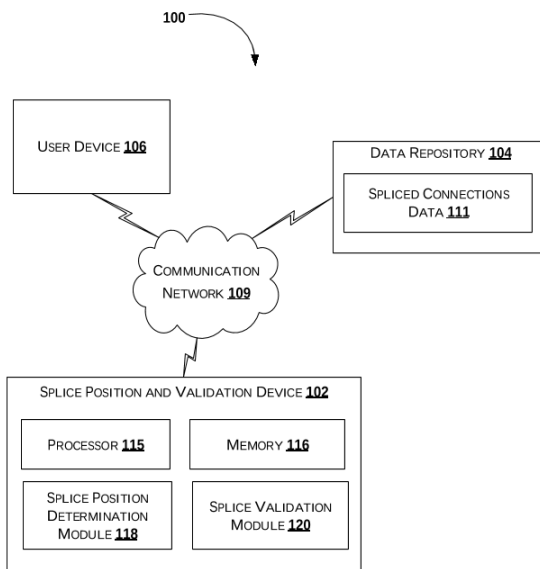 100
USER DEVICE 106
DATA REPOSITORY 104
SPLICED CONNECTIONS
DATA 111
COMMUNICATION
NETWORK 109
SPLICE POSITION AND VALIDATION DEVICE 102
PROCESSOR 115
MEMORY 116
SPLICE POSITION
DETERMINATION
MODULE 118
SPLICE VALIDATION
MODULE 120